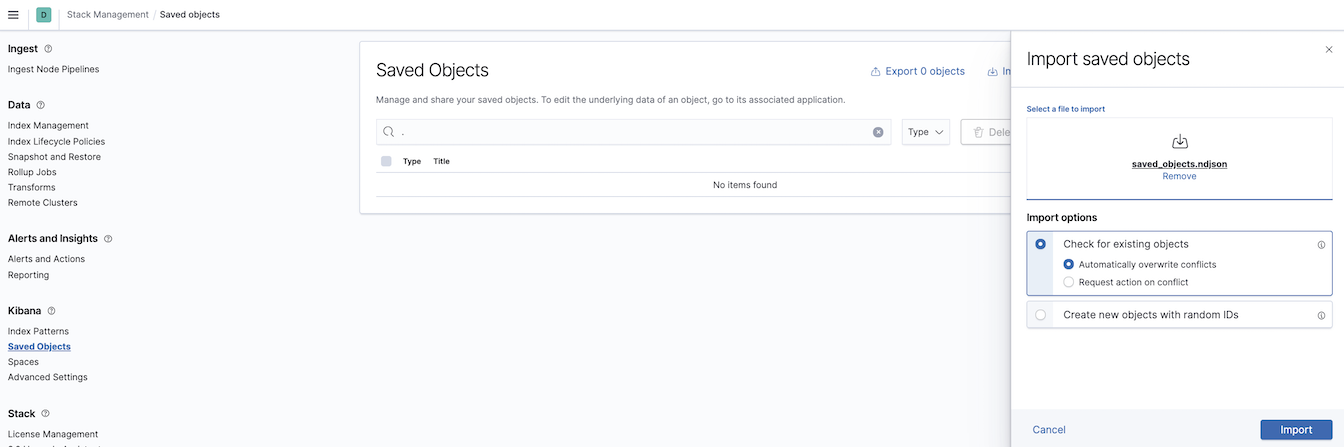 D Stack Management / Saved objects
Ingest
Ingest Node Pipelines
Data
Index Management
Index Lifecycle Policies
Snapshot and Restore
Rollup Jobs
Transforms
Remote Clusters
Alerts and Insights
Alerts and Actions
Reporting
Kibana
Index Patterns
Saved Objects
Spaces
Advanced Settings
Stack
License Management
Saved Objects
Export 0 objects
Manage and share your saved objects. To edit the underlying data of an object, go to its associated application.
.
Type
Dele
Type Title
No items found
Import saved objects
Select a file to import
saved_objects.ndjson
Remove
Import options
Check for existing objects
Automatically overwrite conflicts
Request action on conflict
Create new objects with random IDs
Cancel
Import